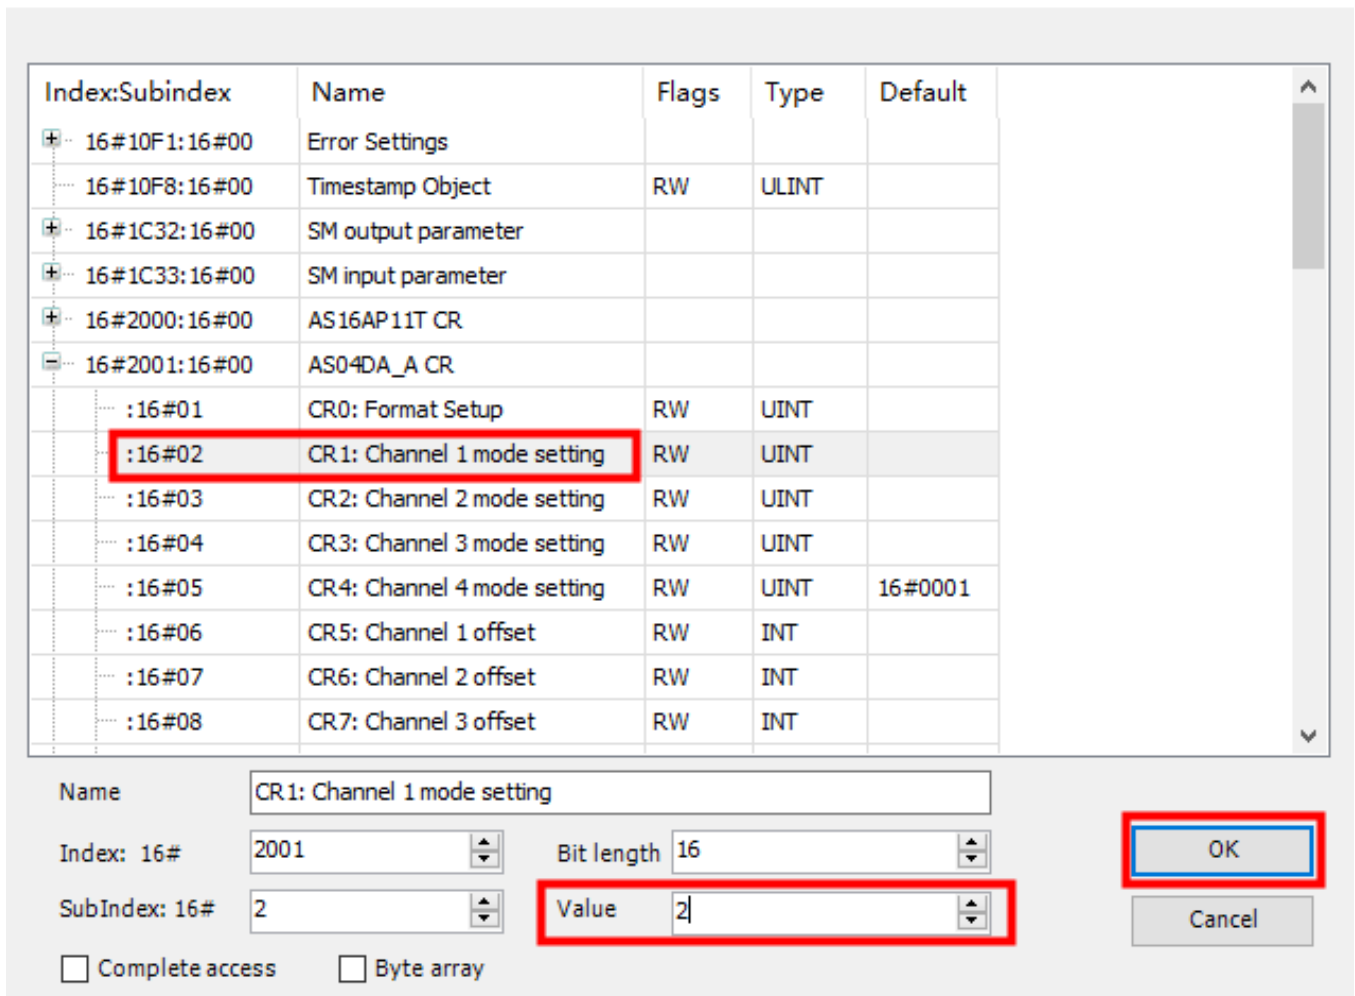 Index:Subindex Name Flags Type Default
16#10F1:16#00 Error Settings
16#10F8:16#00 Timestamp Object RW ULINT
16#1C32:16#00 SM output parameter
16#1C33:16#00 SM input parameter
16#2000:16#00 AS16AP11T CR
16#2001:16#00 AS04DA_A CR
:16#01 CR0: Format Setup RW UINT
:16#02 CR1: Channel 1 mode setting RW UINT
:16#03 CR2: Channel 2 mode setting RW UINT
:16#04 CR3: Channel 3 mode setting RW UINT
:16#05 CR4: Channel 4 mode setting RW UINT 16#0001
:16#06 CR5: Channel 1 offset RW INT
:16#07 CR6: Channel 2 offset RW INT
:16#08 CR7: Channel 3 offset RW INT
Name CR1: Channel 1 mode setting
Index: 16# 2001 Bit length 16 OK
SubIndex: 16# 2 Value 2 Cancel
Complete access Byte array